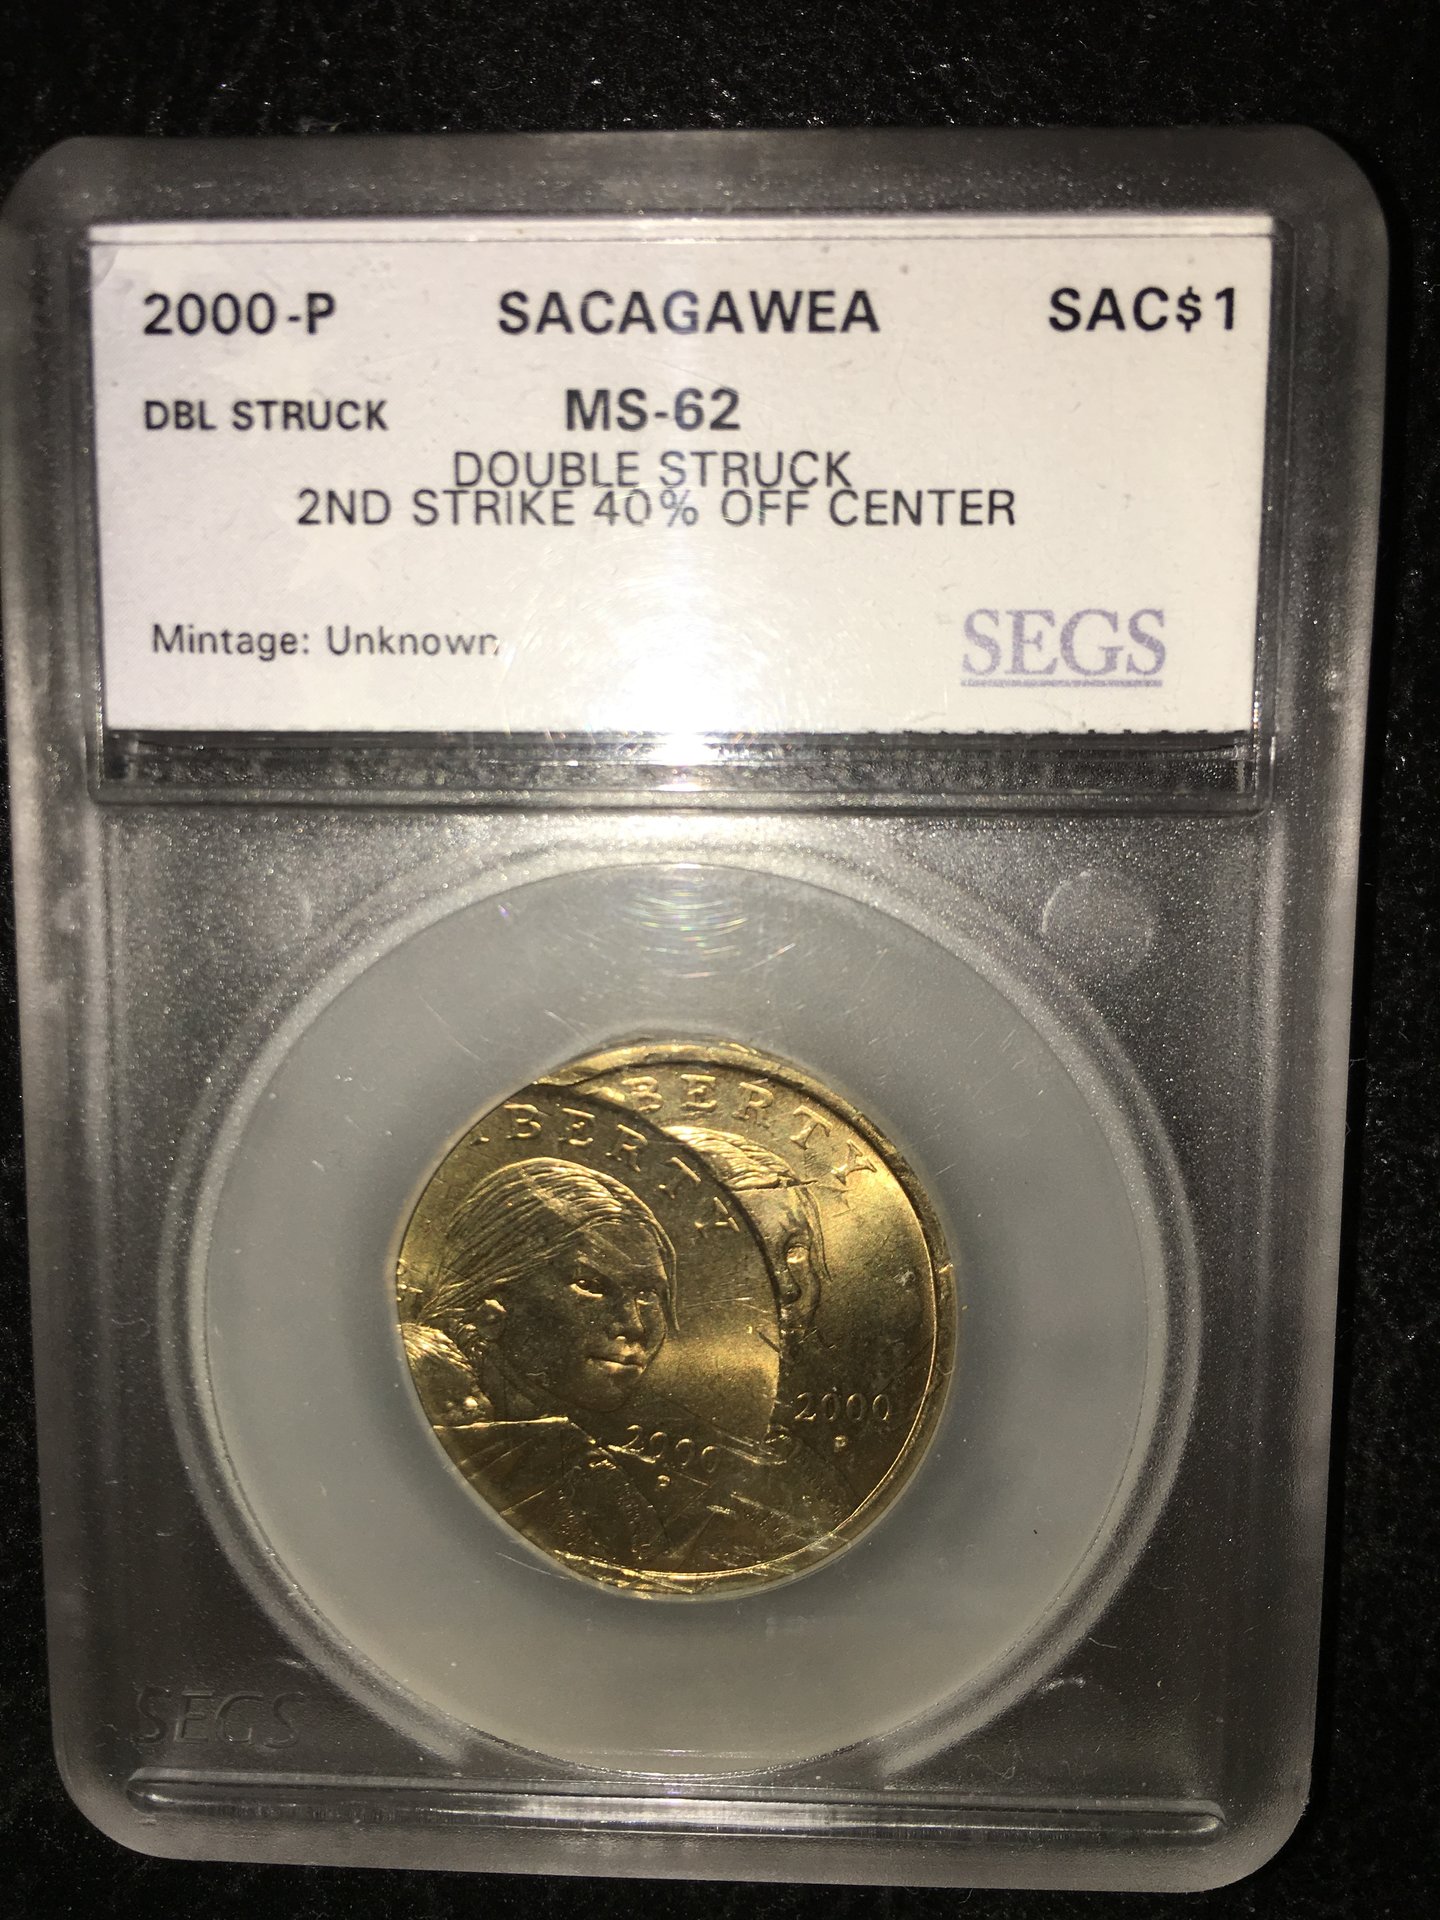 2000-P SACAGAWEA SAC$1
DBL STRUCK MS-62
DOUBLE STRUCK
2ND STRIKE 40% OFF CENTER
Mintage: Unknown SEGS
BERTY
IBERTY
2000
P
2000
P
SEGS